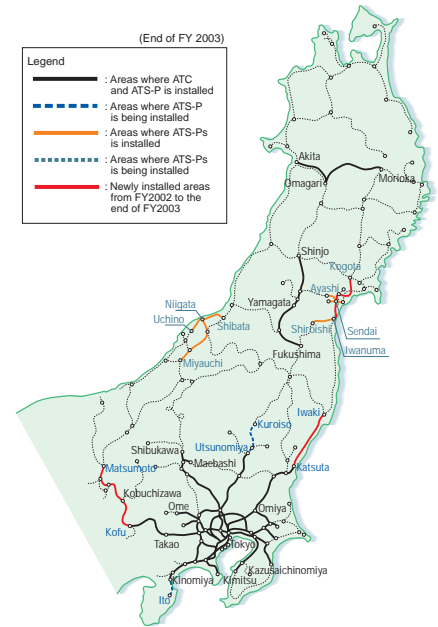 (End of FY 2003)
Legend
: Areas where ATC
and ATS-P is installed
: Areas where ATS-P
is being installed
: Areas where ATS-Ps
is installed
: Areas where ATS-Ps
is being installed
: Newly installed areas
from FY2002 to the
end of FY2003
Akita
Omagari
Morioka
Shinjo
Kogota
Ayashi
Niigata
Yamagata
Uchino
Shibata
Shiroishi
Sendai
Iwanuma
Miyauchi
Fukushima
Iwaki
Kuroiso
Shibukawa
Utsunomiya
Maebashi
Matsumoto
Katsuta
Kobuchizawa
Ome
Omiya
Kofu
Takao
Tokyo
Kazusaichinomiya
Kinomiya
Kimitsu
Ito